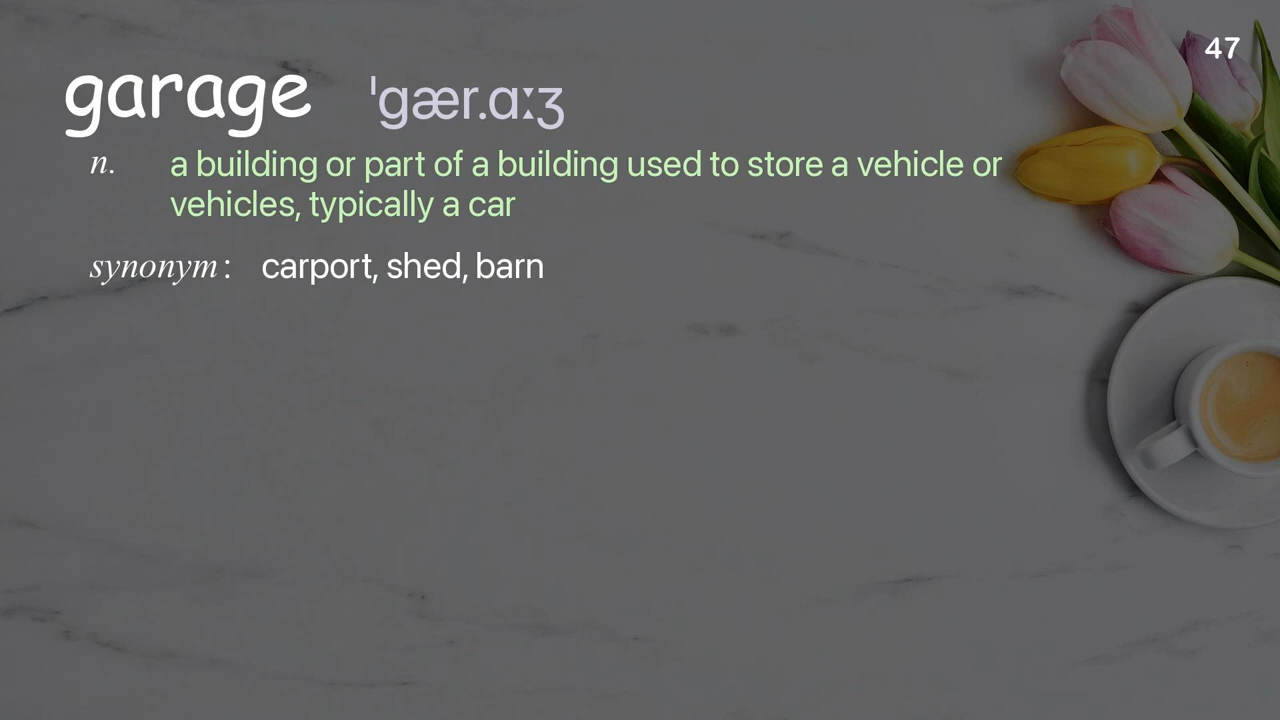 47
garage ˈɡær.ɑːʒ
n. a building or part of a building used to store a vehicle or
vehicles, typically a car
synonym: carport, shed, barn